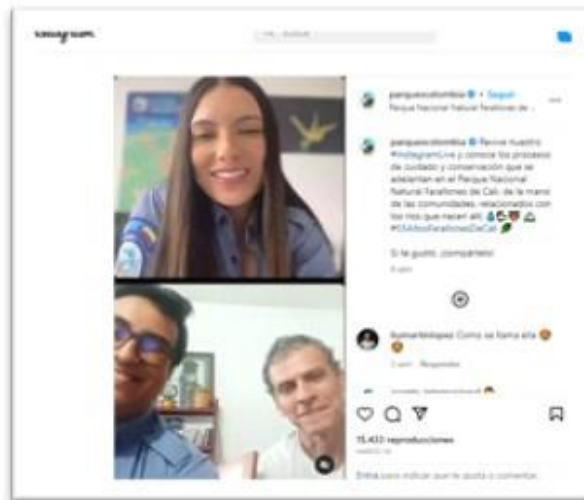 Instagram
parquescolombia • Seguir
Parque Nacional Natural Farallones de ...
parquescolombia Revive nuestro
#InstagramLive y conoce los procesos
de cuidado y conservación que se
adelantan en el Parque Nacional
Natural Farallones de Cali, de la mano
de las comunidades, relacionados con
los ríos que nacen allí,
Si te gustó, ¡compártelo!
Como se llama ella
Responder
15.433 reproducciones
Entra para indicar que te gusta o comentar.